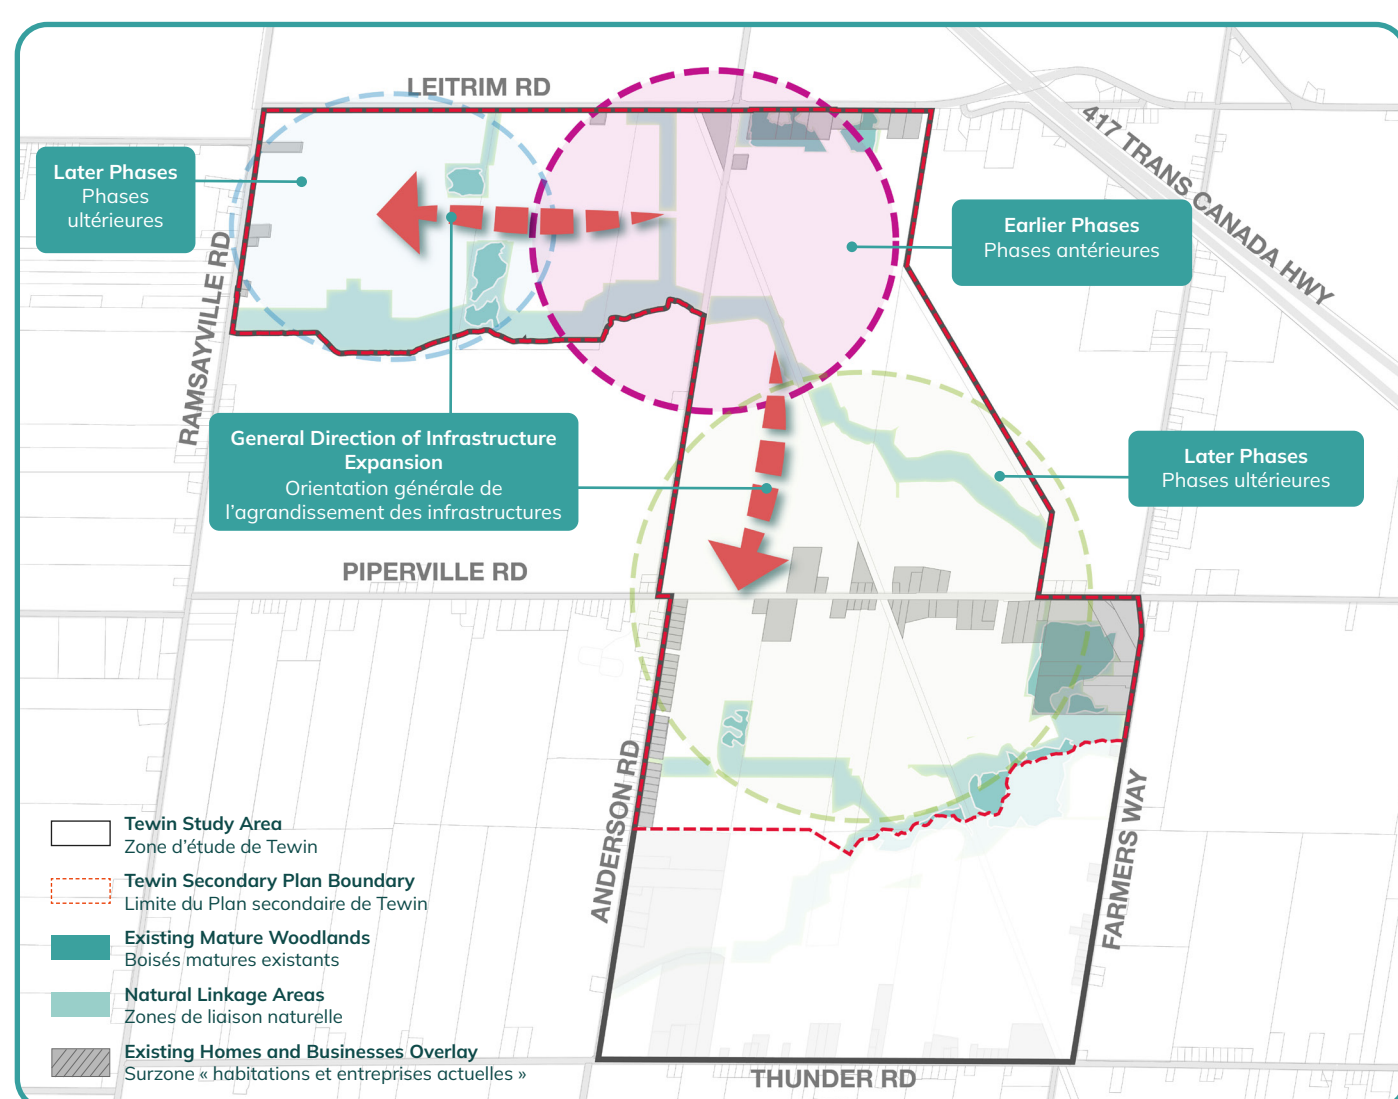 LEITRIM RD
417 TRANS CANADA HWY
Later Phases
Phases
ultérieures
Earlier Phases
Phases antérieures
RAMSAYVILLE RD
General Direction of Infrastructure
Expansion
Orientation générale de
l'agrandissement des infrastructures
Later Phases
Phases ultérieures
PIPERVILLE RD
ANDERSON RD
FARMERS WAY
Tewin Study Area
Zone d'étude de Tewin
Tewin Secondary Plan Boundary
Limite du Plan secondaire de Tewin
Existing Mature Woodlands
Boisés matures existants
Natural Linkage Areas
Zones de liaison naturelle
Existing Homes and Businesses Overlay
Surzone « habitations et entreprises actuelles »
THUNDER RD